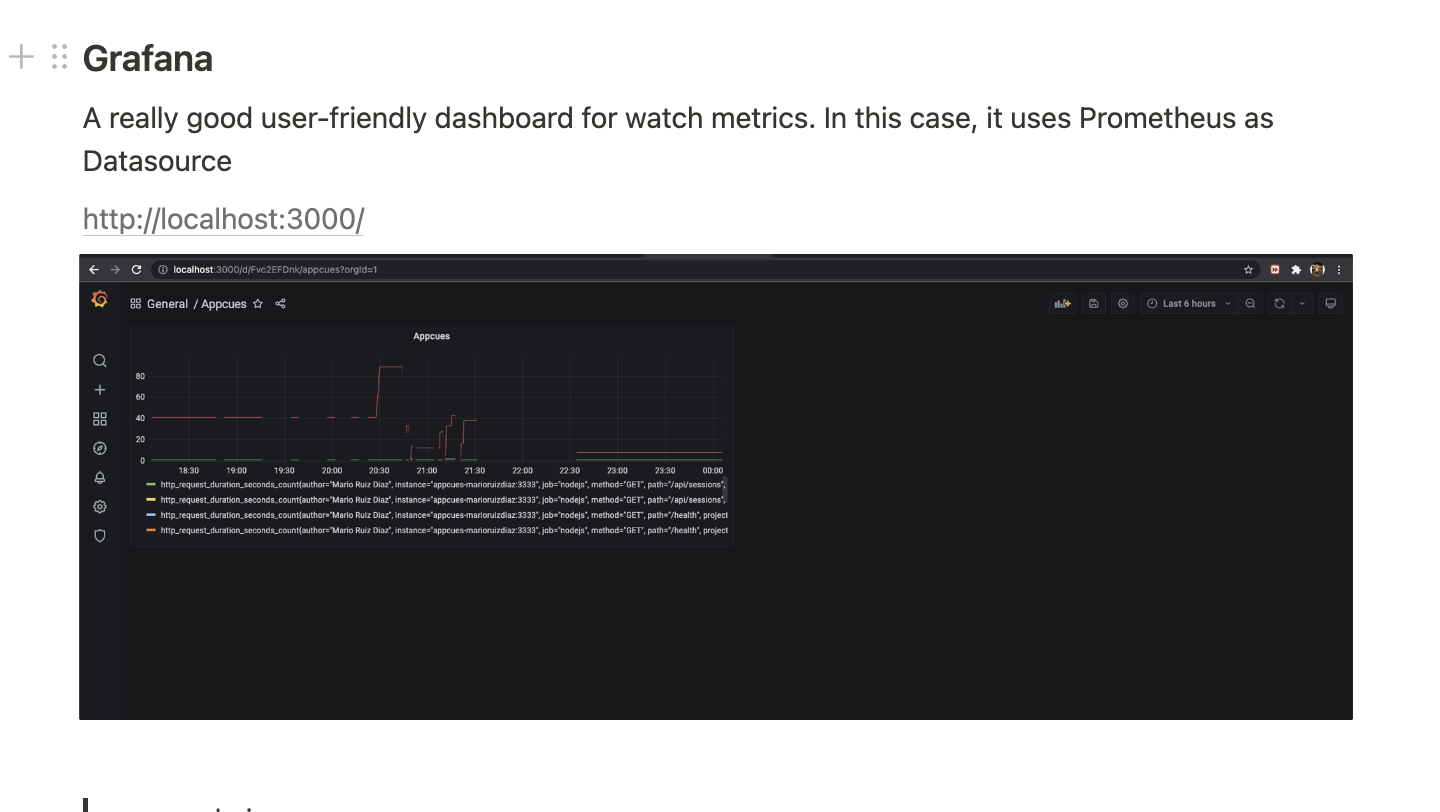 Grafana
A really good user-friendly dashboard for watch metrics. In this case, it uses Prometheus as
Datasource
http://localhost:3000/
localhost:3000/d/Fvc2EFDnk/appcues?orgId=1
General / Appcues
Last 6 hours
Appcues
80
60
40
20
0
18:30 19:00 19:30 20:00 20:30 21:00 21:30 22:00 22:30 23:00 23:30 00:00
http_request_duration_seconds_count{author="Mario Ruiz Diaz", instance="appcues-marioruizdiaz:3333", job="nodejs", method="GET", path="/api/sessions",
http_request_duration_seconds_count{author="Mario Ruiz Diaz", instance="appcues-marioruizdiaz:3333", job="nodejs", method="GET", path="/api/sessions",
http_request_duration_seconds_count{author="Mario Ruiz Diaz", instance="appcues-marioruizdiaz:3333", job="nodejs", method="GET", path="/health", project
http_request_duration_seconds_count{author="Mario Ruiz Diaz", instance="appcues-marioruizdiaz:3333", job="nodejs", method="GET", path="/health", project